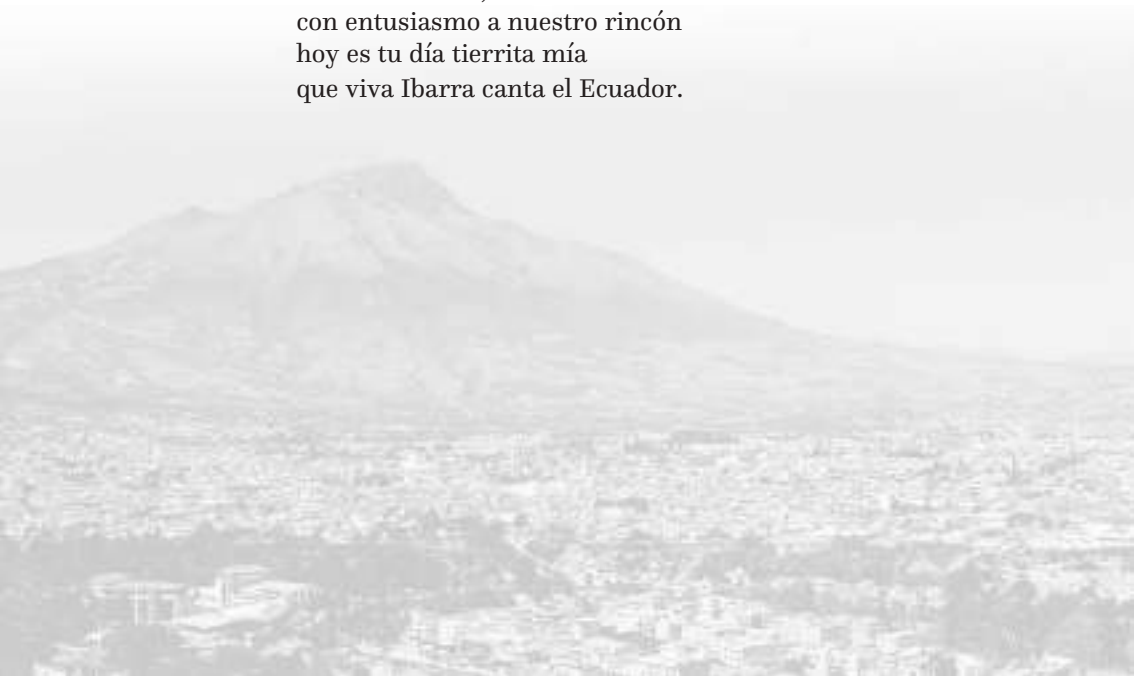 con entusiasmo a nuestro rincón
hoy es tu día tierrita mía
que viva Ibarra canta el Ecuador.